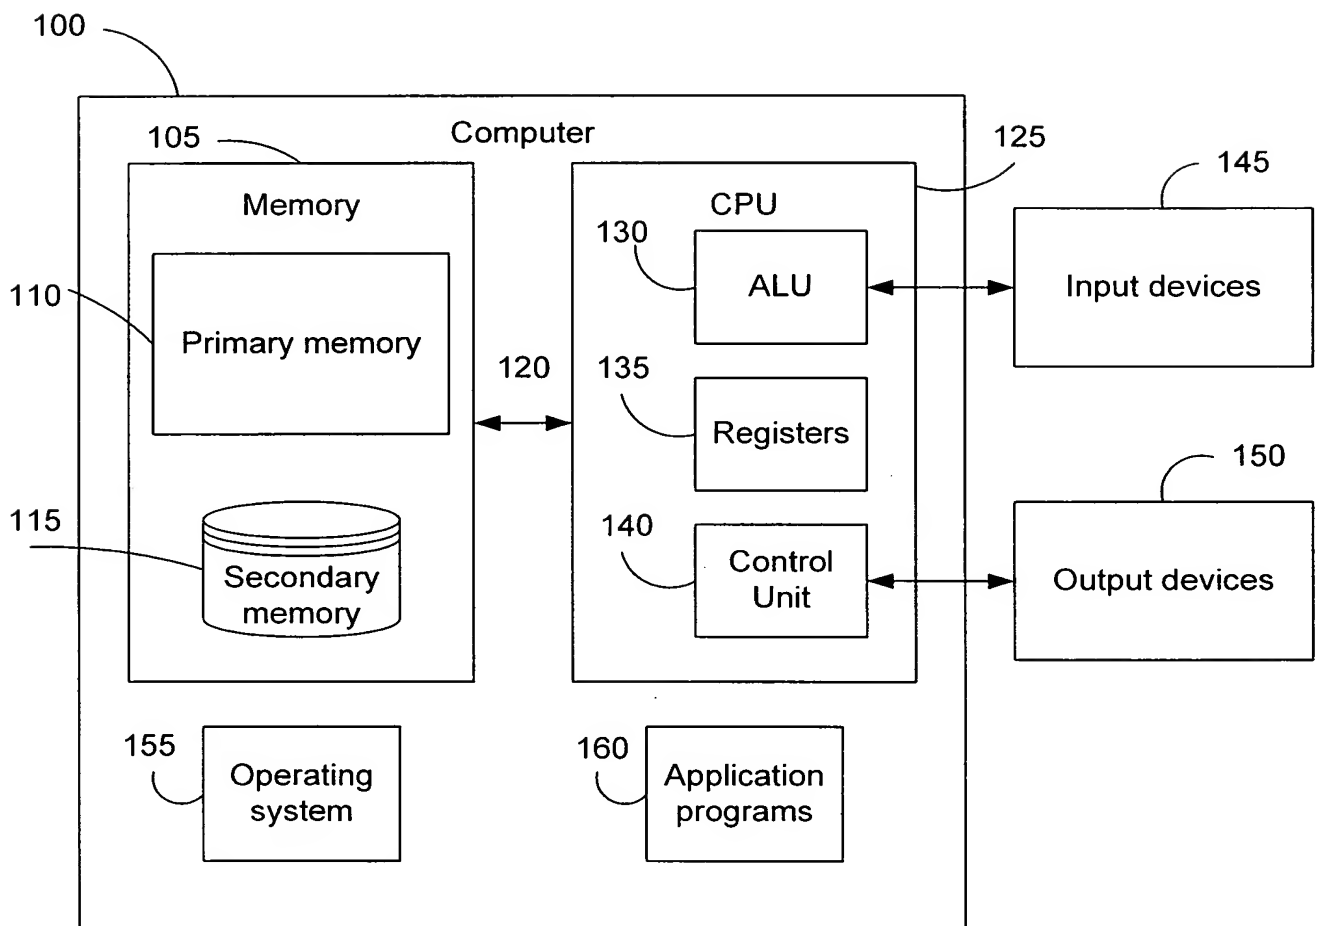 100
Computer
105
125
145
Memory
CPU
130
ALU
Input devices
110
Primary memory
120
135
Registers
150
115
140
Secondary
memory
Control
Unit
Output devices
155
Operating
system
160
Application
programs